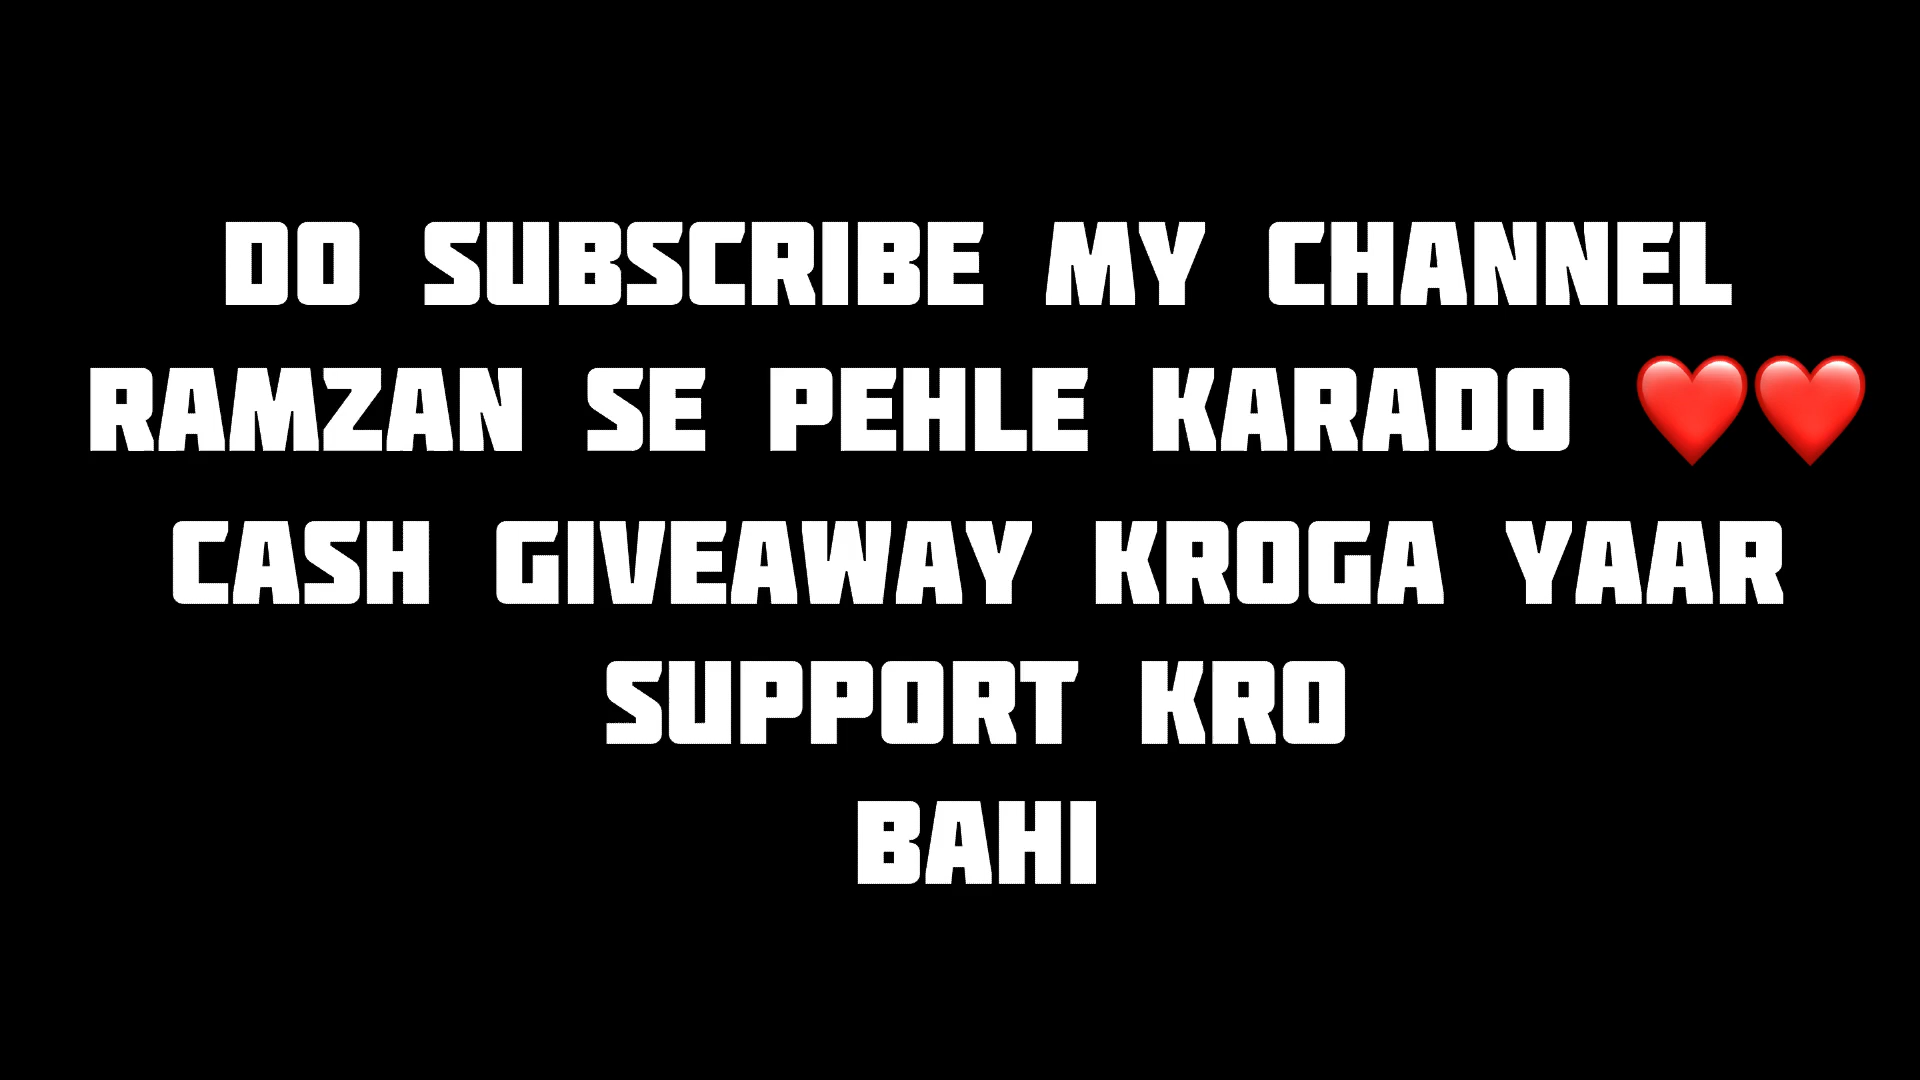 DO SUBSCRIBE MY CHANNEL
RAMZAN SE PEHLE KARADO ❤️❤️
CASH GIVEAWAY KROGA YAAR
SUPPORT KRO
BAHI